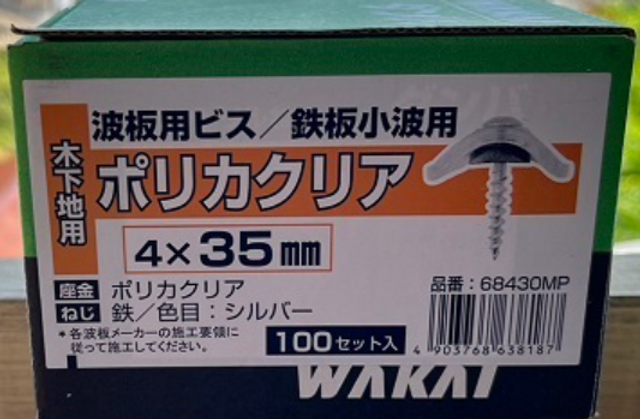 波板用ビス／鉄板小波用
木下地用
ポリカクリア
4×35mm
座金 ポリカクリア
ねじ 鉄／色目：シルバー
*各波板メーカーの施工要領に
従って施工してください。
100セット入
品番：68430MP
4 903768 638187
WAKAI